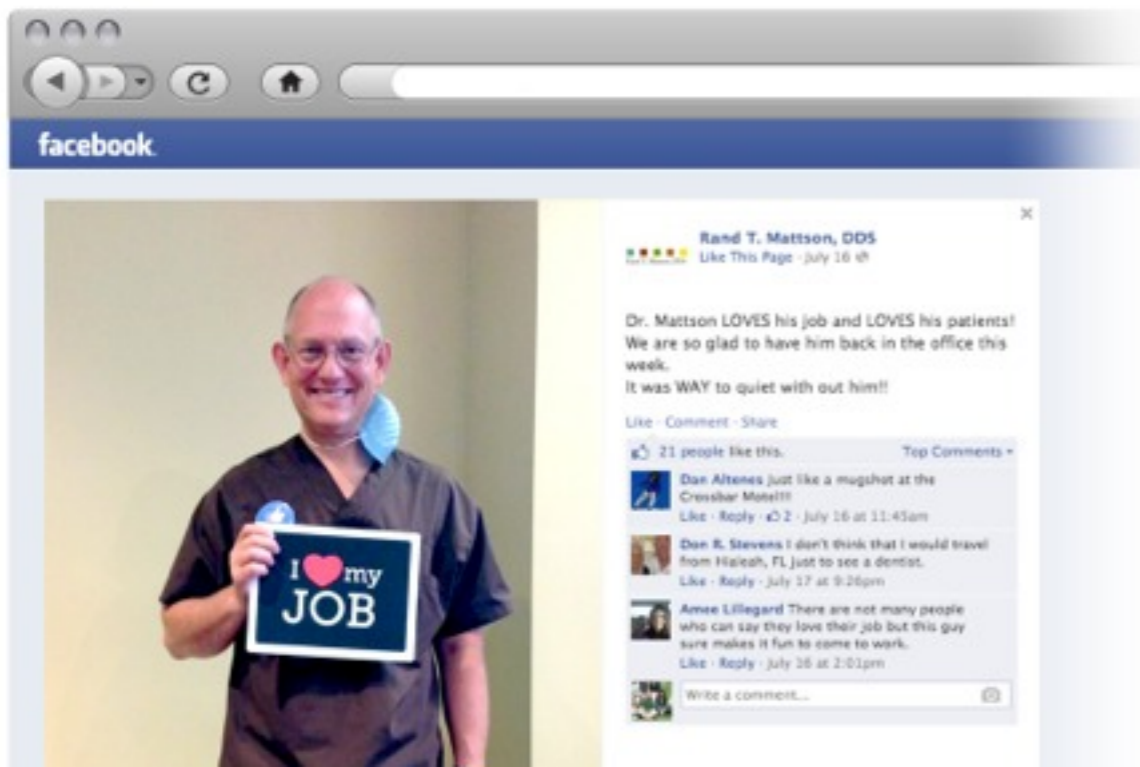 facebook
I ♥ my
JOB
Rand T. Mattson, DDS
Like This Page · July 16
Dr. Mattson LOVES his job and LOVES his patients!
We are so glad to have him back in the office this
week.
It was WAY to quiet with out him!!
Like · Comment · Share
21 people like this.
Top Comments
Dan Altenes Just like a mugshot at the
Crossbar Motel!!!
Like · Reply · 2 · July 16 at 11:45am
Don R. Stevens I don't think that I would travel
from Hialeah, FL just to see a dentist.
Like · Reply · July 17 at 9:26pm
Amee Lillegard There are not many people
who can say they love their job but this guy
sure makes it fun to come to work.
Like · Reply · July 16 at 2:01pm
Write a comment...